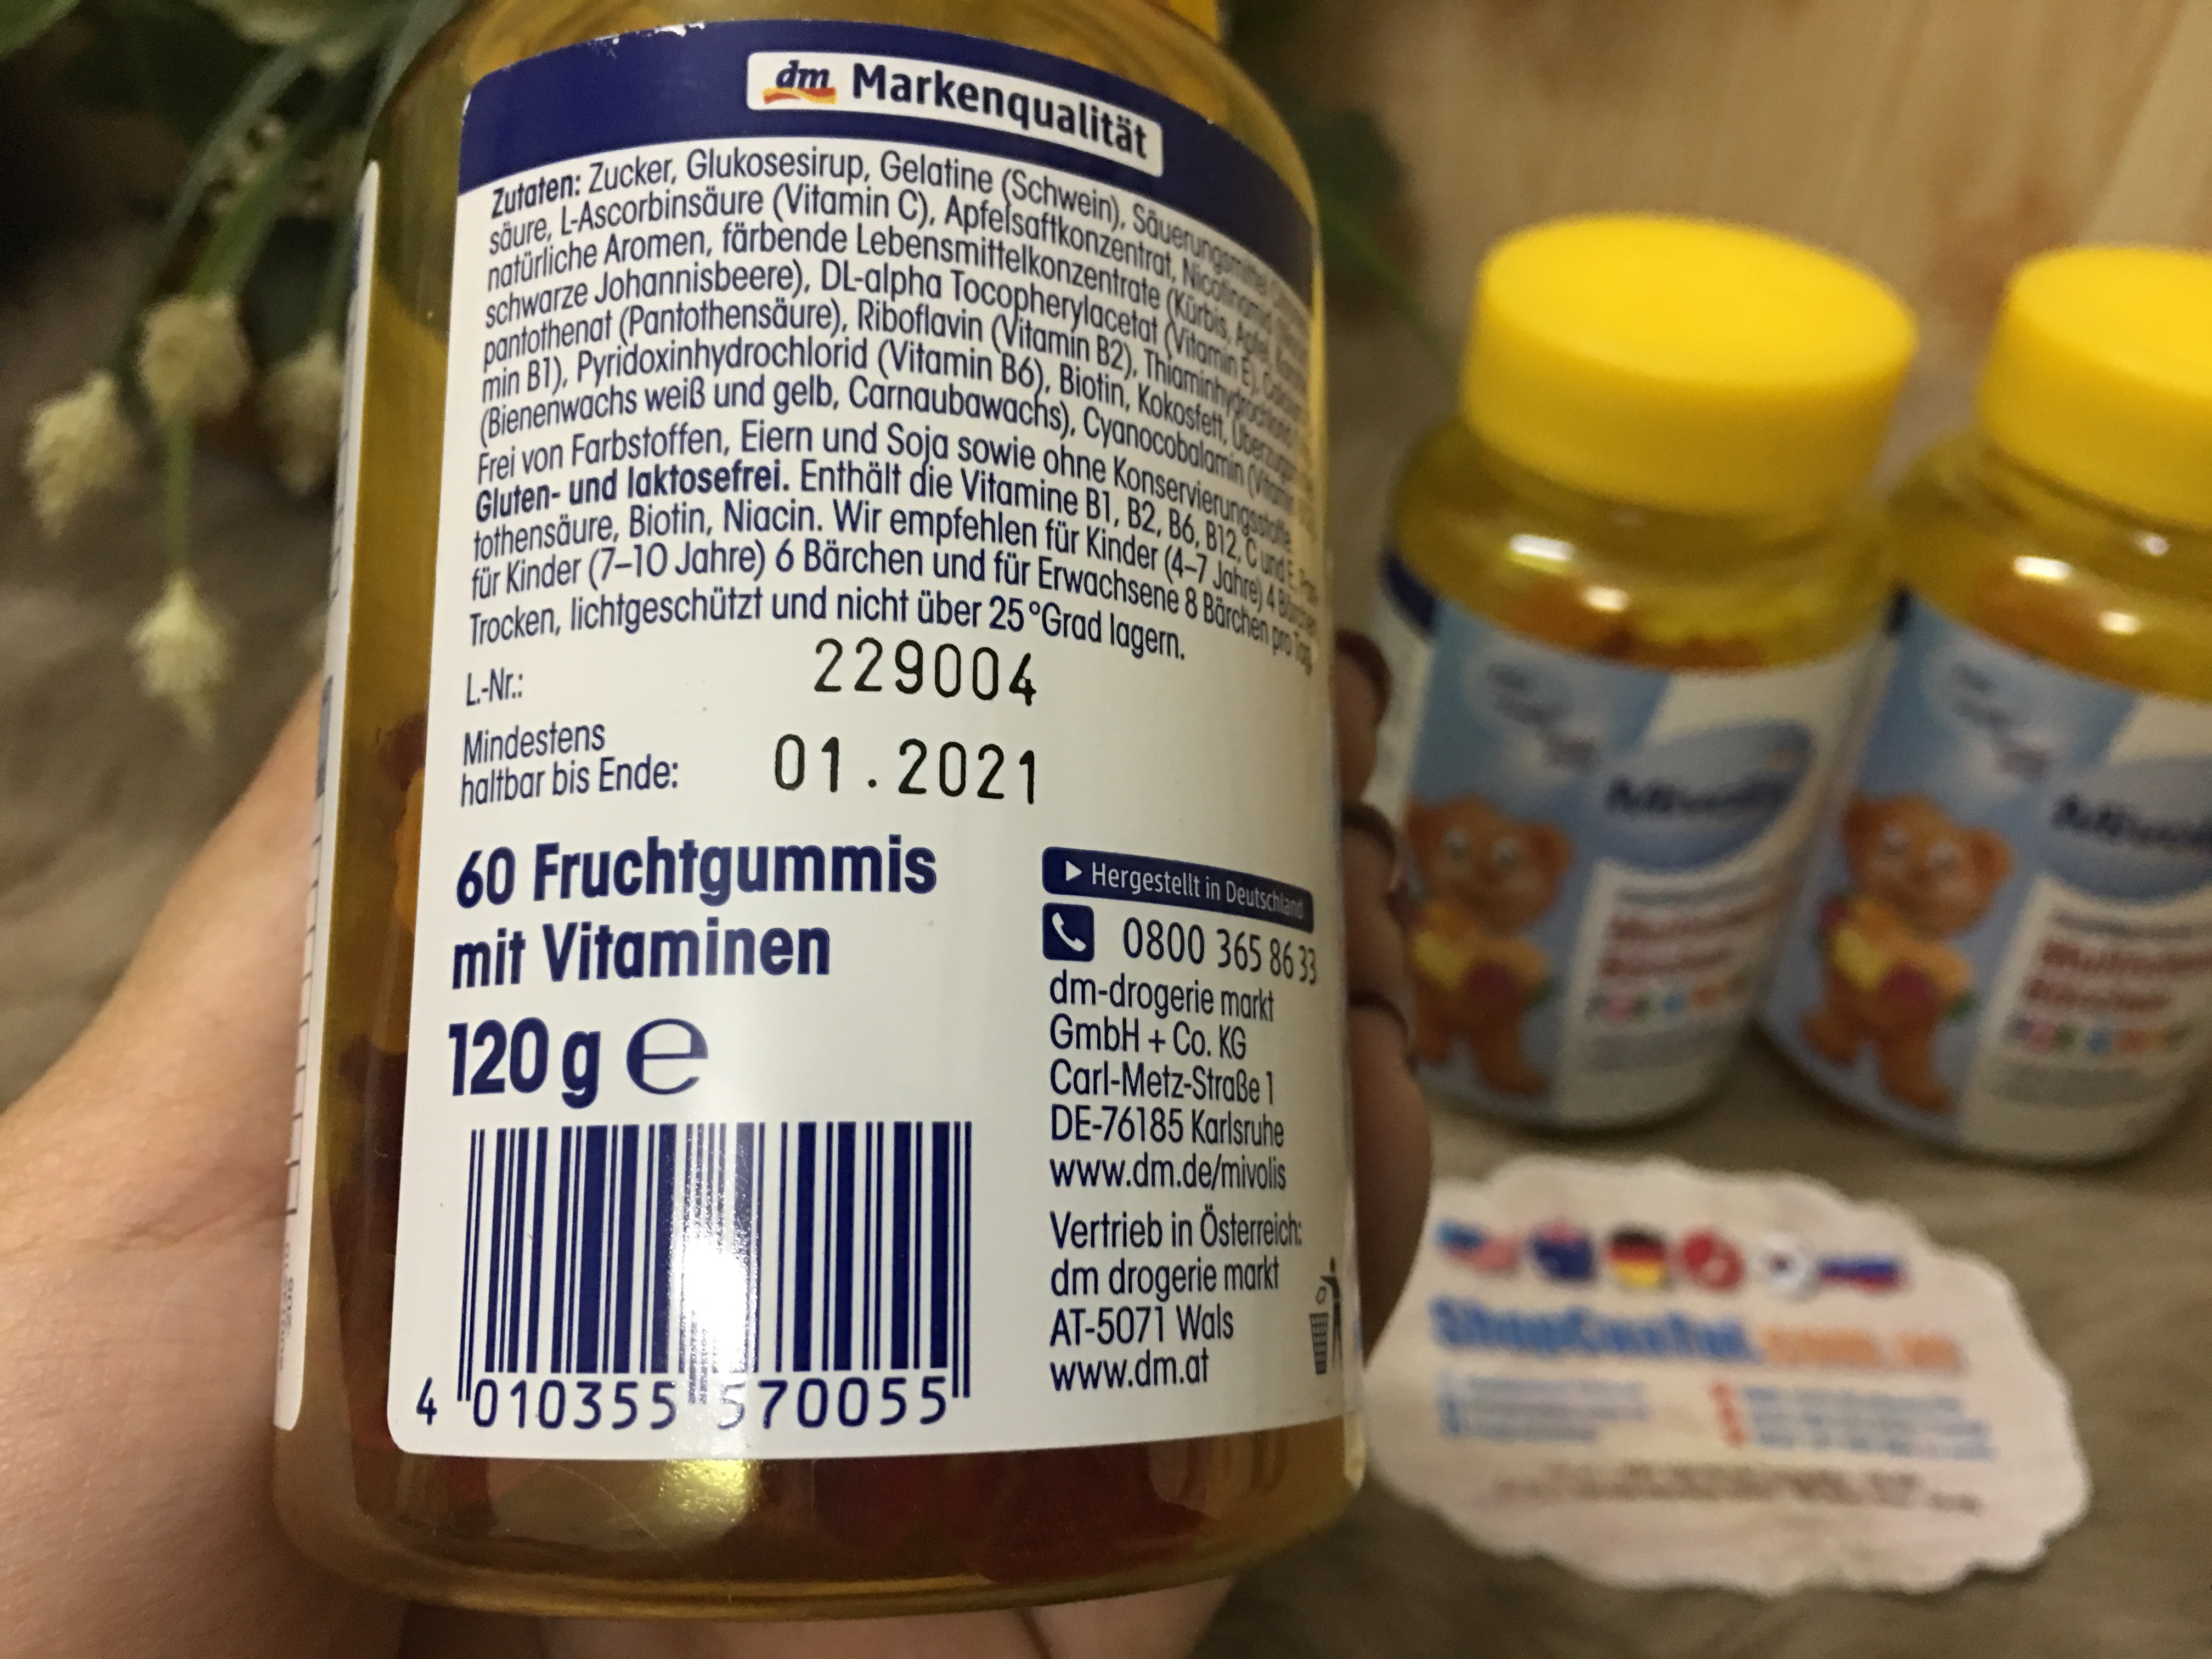 dm Markenqualität
Zutaten: Zucker, Glukosesirup, Gelatine (Schwein), Säuerungsmittel
säure, L-Ascorbinsäure (Vitamin C), Apfelsaftkonzentrat, Nicotinamid
natürliche Aromen, färbende Lebensmittelkonzentrate (Kürbis, Apfel,
schwarze Johannisbeere), DL-alpha Tocopherylacetat (Vitamin E),
pantothenat (Pantothensäure), Riboflavin (Vitamin B2), Thiaminhydrochlorid
min B1), Pyridoxinhydrochlorid (Vitamin B6), Biotin, Kokosfett,
(Bienenwachs weiß und gelb, Carnaubawachs), Cyanocobalamin (Vitamin
Frei von Farbstoffen, Eiern und Soja sowie ohne Konservierungsstoffe.
Gluten- und laktosefrei. Enthält die Vitamine B1, B2, B6, B12, C und E,
tothensäure, Biotin, Niacin. Wir empfehlen für Kinder (4–7 Jahre) 4 Bärchen
für Kinder (7–10 Jahre) 6 Bärchen und für Erwachsene 8 Bärchen pro Tag.
Trocken, lichtgeschützt und nicht über 25 °Grad lagern.
L-Nr.: 229004
Mindestens
haltbar bis Ende: 01.2021
60 Fruchtgummis
mit Vitaminen
120 g e
4 010355 570055
Hergestellt in Deutschland
0800 365 86 33
dm-drogerie markt
GmbH + Co. KG
Carl-Metz-Straße 1
DE-76185 Karlsruhe
www.dm.de/mivolis
Vertrieb in Österreich:
dm drogerie markt
AT-5071 Wals
www.dm.at